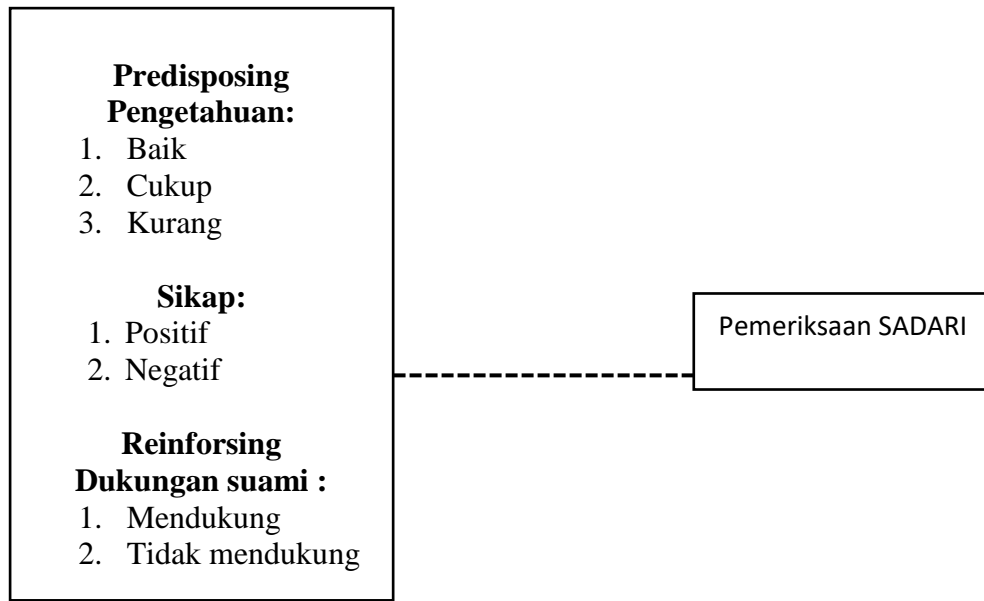 Predisposing
Pengetahuan:
1. Baik
2. Cukup
3. Kurang
Sikap:
1. Positif
2. Negatif
Reinforsing
Dukungan suami :
1. Mendukung
2. Tidak mendukung
Pemeriksaan SADARI